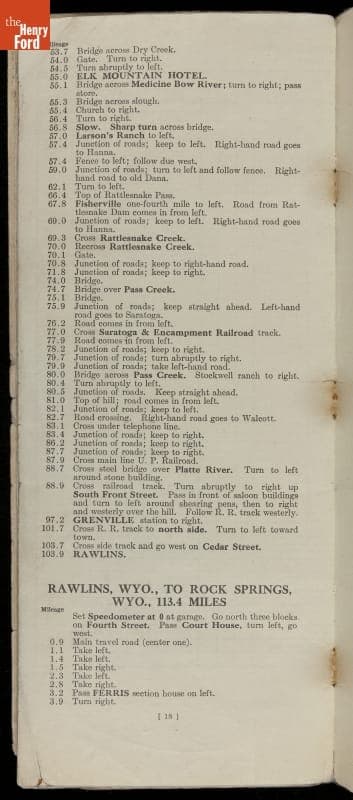 the
Henry
Ford
Mileage
53.7 Bridge across Dry Creek.
54.0 Gate. Turn to right.
54.5 Turn abruptly to left.
55.0 ELK MOUNTAIN HOTEL.
55.1 Bridge across Medicine Bow River; turn to right; pass
store.
55.3 Bridge across slough.
55.4 Church to right.
56.4 Turn to right.
56.8 Slow. Sharp turn across bridge.
57.0 Larson's Ranch to left.
57.4 Junction of roads; keep to left. Right-hand road goes
to Hanna.
57.4 Fence to left; follow due west.
59.0 Junction of roads; turn to left and follow fence. Right-
hand road to old Dana.
62.1 Turn to left.
66.4 Top of Rattlesnake Pass.
67.8 Fisherville one-fourth mile to left. Road from Rat-
tlesnake Dam comes in from left.
69.0 Junction of roads; keep to left. Right-hand road goes
to Hanna.
69.3 Cross Rattlesnake Creek.
70.0 Recross Rattlesnake Creek.
70.1 Gate.
70.8 Junction of roads; keep to right-hand road.
71.8 Junction of roads; keep to right.
74.0 Bridge.
74.7 Bridge over Pass Creek.
75.1 Bridge.
75.9 Junction of roads; keep straight ahead. Left-hand
road goes to Saratoga.
76.2 Road comes in from left.
77.0 Cross Saratoga & Encampment Railroad track.
77.9 Road comes in from left.
78.2 Junction of roads; keep to right.
79.7 Junction of roads; turn abruptly to right.
79.9 Junction of roads; take left-hand road.
80.0 Bridge across Pass Creek. Stockwell ranch to right.
80.4 Turn abruptly to left.
80.5 Junction of roads. Keep straight ahead.
81.0 Top of hill; road comes in from left.
82.1 Junction of roads; keep to left.
82.7 Road crossing. Right-hand road goes to Walcott.
83.1 Cross under telephone line.
83.4 Junction of roads; keep to right.
86.2 Junction of roads; keep to right.
87.7 Junction of roads; keep to right.
87.9 Cross main line U. P. Railroad.
88.7 Cross steel bridge over Platte River. Turn to left
around stone building.
88.9 Cross railroad track. Turn abruptly to right up
South Front Street. Pass in front of saloon buildings
and turn to left around shearing pens, then to right
and westerly over the hill. Follow R. R. track westerly.
97.2 GRENVILLE station to right.
101.7 Cross R. R. track to north side. Turn to left toward
town.
103.7 Cross side track and go west on Cedar Street.
103.9 RAWLINS.
RAWLINS, WYO., TO ROCK SPRINGS,
WYO., 113.4 MILES
Mileage
Set Speedometer at 0 at garage. Go north three blocks
on Fourth Street. Pass Court House, turn left, go
west.
0.9 Main travel road (center one).
1.1 Take left.
1.4 Take left.
1.5 Take right.
2.3 Take left.
2.8 Take right.
3.2 Pass FERRIS section house on left.
3.9 Turn right.
[ 18 ]